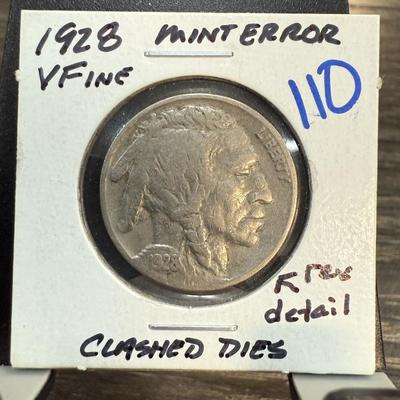 1928 MINT ERROR
VFINE
110
LIBERTY
1928
rev
detail
CLASHED DIES